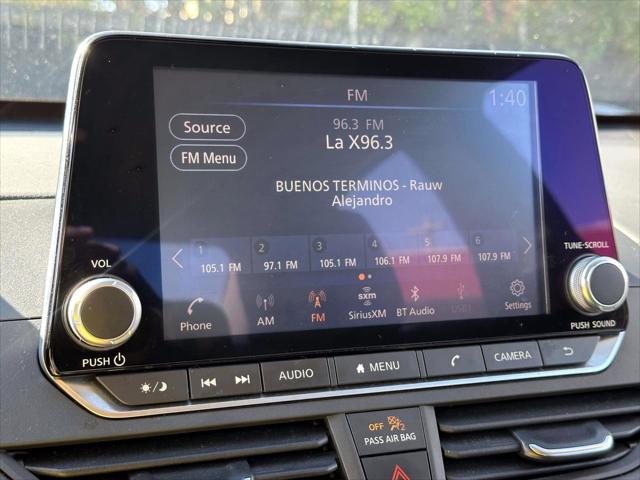 FM
1:40
Source
96.3 FM
La X96.3
FM Menu
BUENOS TERMINOS - Rauw
Alejandro
1 2 3 4 5 6
105.1 FM 97.1 FM 105.1 FM 106.1 FM 107.9 FM 107.9 FM
Phone AM FM SiriusXM BT Audio USB1 Settings
sxm
VOL
PUSH
TUNE·SCROLL
PUSH SOUND
AUDIO MENU CAMERA
OFF 2
PASS AIR BAG